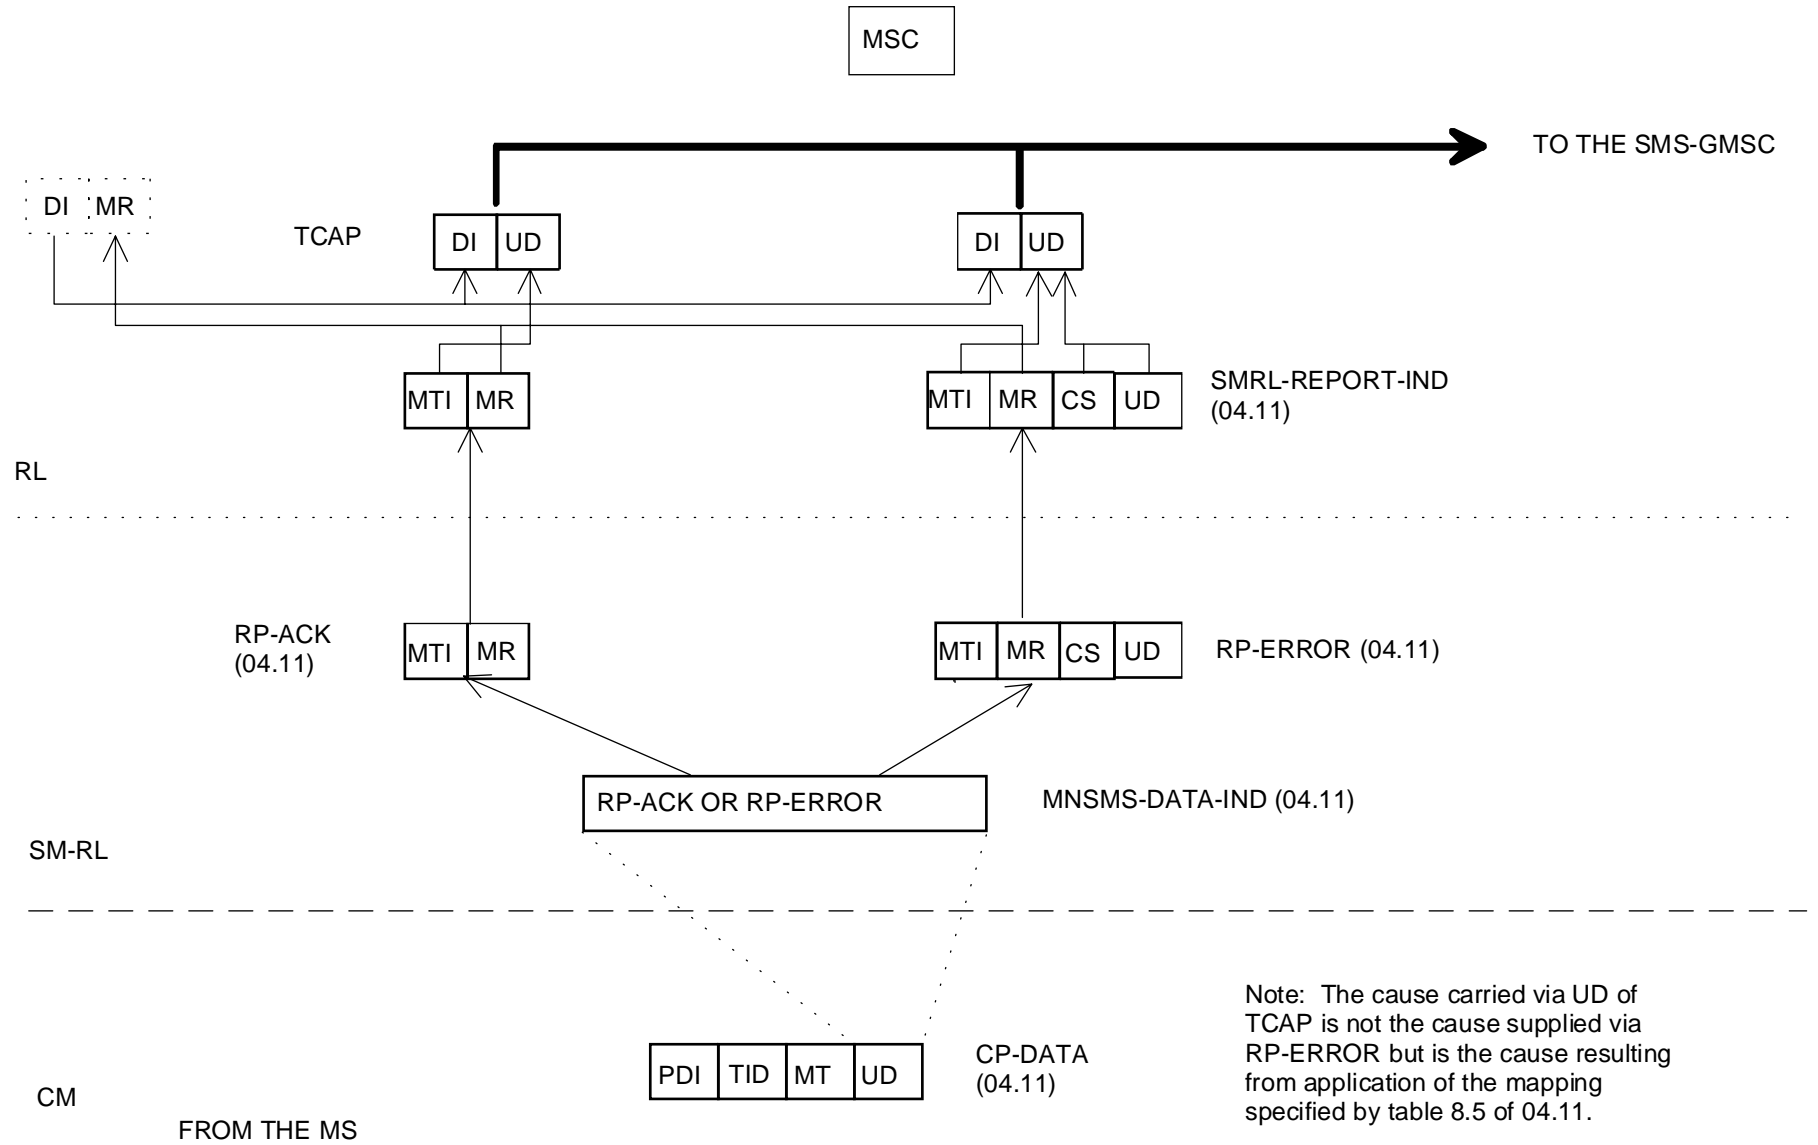 MSC
TO THE SMS-GMSC
DI MR
TCAP
DI UD
DI UD
MTI MR
MTI MR CS UD
SMRL-REPORT-IND
(04.11)
RL
RP-ACK
(04.11)
MTI MR
MTI MR CS UD
RP-ERROR (04.11)
RP-ACK OR RP-ERROR
MNSMS-DATA-IND (04.11)
SM-RL
PDI TID MT UD
CP-DATA
(04.11)
Note: The cause carried via UD of
TCAP is not the cause supplied via
RP-ERROR but is the cause resulting
from application of the mapping
specified by table 8.5 of 04.11.
CM
FROM THE MS